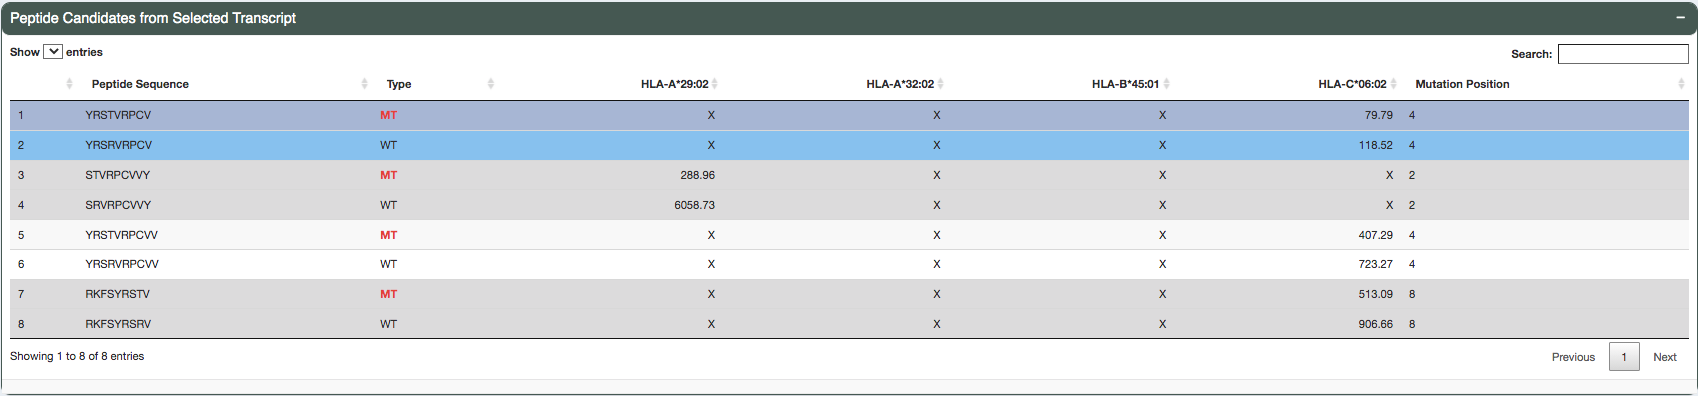 Peptide Candidates from Selected Transcript −
Show entries Search:
Peptide Sequence Type HLA-A*29:02 HLA-A*32:02 HLA-B*45:01 HLA-C*06:02 Mutation Position
1 YRSTVRPCV MT X X X 79.79 4
2 YRSRVRPCV WT X X X 118.52 4
3 STVRPCVVY MT 288.96 X X X 2
4 SRVRPCVVY WT 6058.73 X X X 2
5 YRSTVRPCVV MT X X X 407.29 4
6 YRSRVRPCVV WT X X X 723.27 4
7 RKFSYRSTV MT X X X 513.09 8
8 RKFSYRSRV WT X X X 906.66 8
Showing 1 to 8 of 8 entries Previous 1 Next